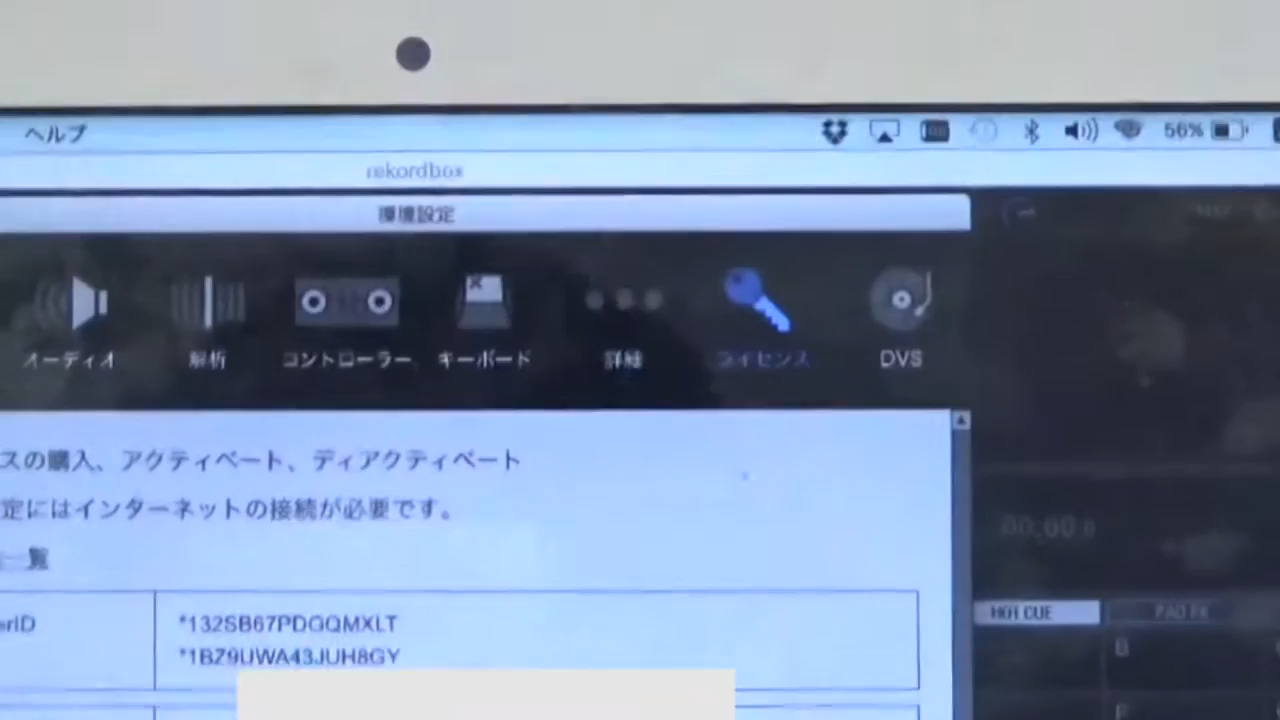 ヘルプ
56%
rekordbox
環境設定
オーディオ
解析
コントローラー
キーボード
詳細
ライセンス
DVS
スの購入、アクティベート、ディアクティベート
定にはインターネットの接続が必要です。
一覧
erID
*132SB67PDGQMXLT
*1BZ9UWA43JUH8GY
HOT CUE
PAD FX
B